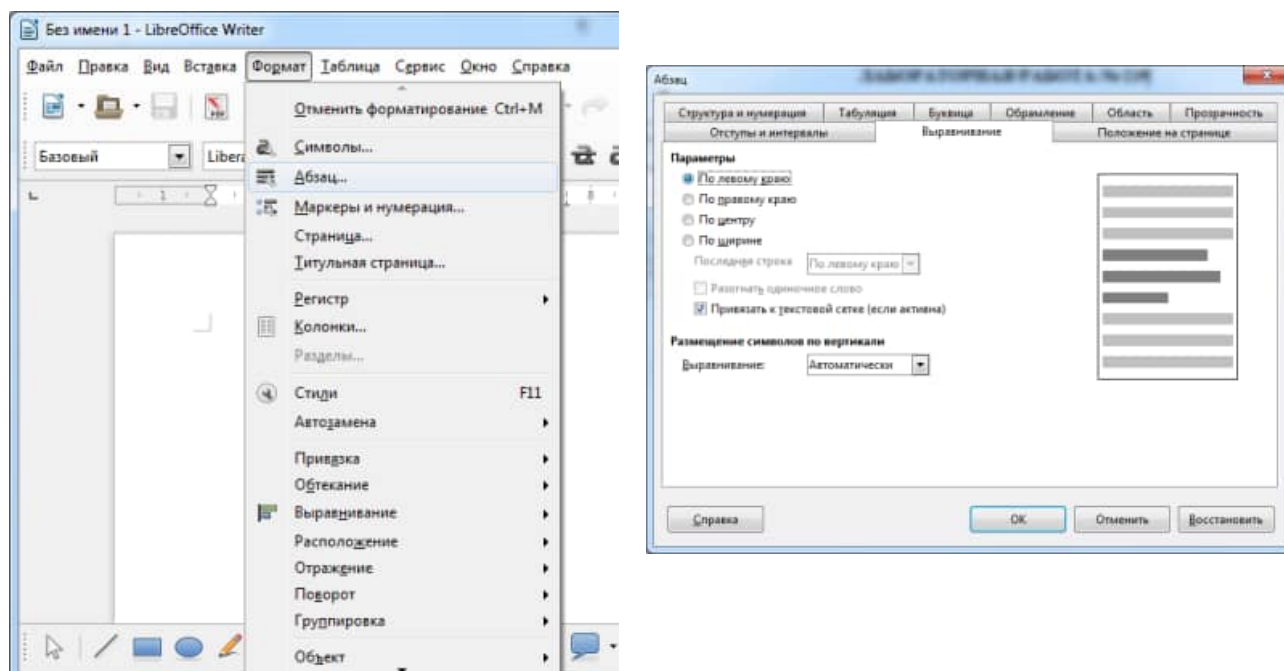 Без имени 1 - LibreOffice Writer
Файл Правка Вид Вставка Формат Таблица Сервис Окно Справка
Отменить форматирование Ctrl+M
PDF
Символы...
Базовый
Libera
Абзац...
1
8
Маркеры и нумерация...
Страница...
Титульная страница...
Регистр
Колонки...
Разделы...
Стили F11
Автозамена
Привязка
Обтекание
Выравнивание
Расположение
Отражение
Поворот
Группировка
Объект
Абзац
Структура и нумерация Табуляция Буквица Обрамление Область Прозрачность
Отступы и интервалы Выравнивание Положение на странице
Параметры
По левому краю
По правому краю
По центру
По ширине
Последняя строка По левому краю
Разогнать одиночное слово
Привязать к текстовой сетке (если активна)
Размещение символов по вертикали
Выравнивание: Автоматически
Справка OK Отменить Восстановить